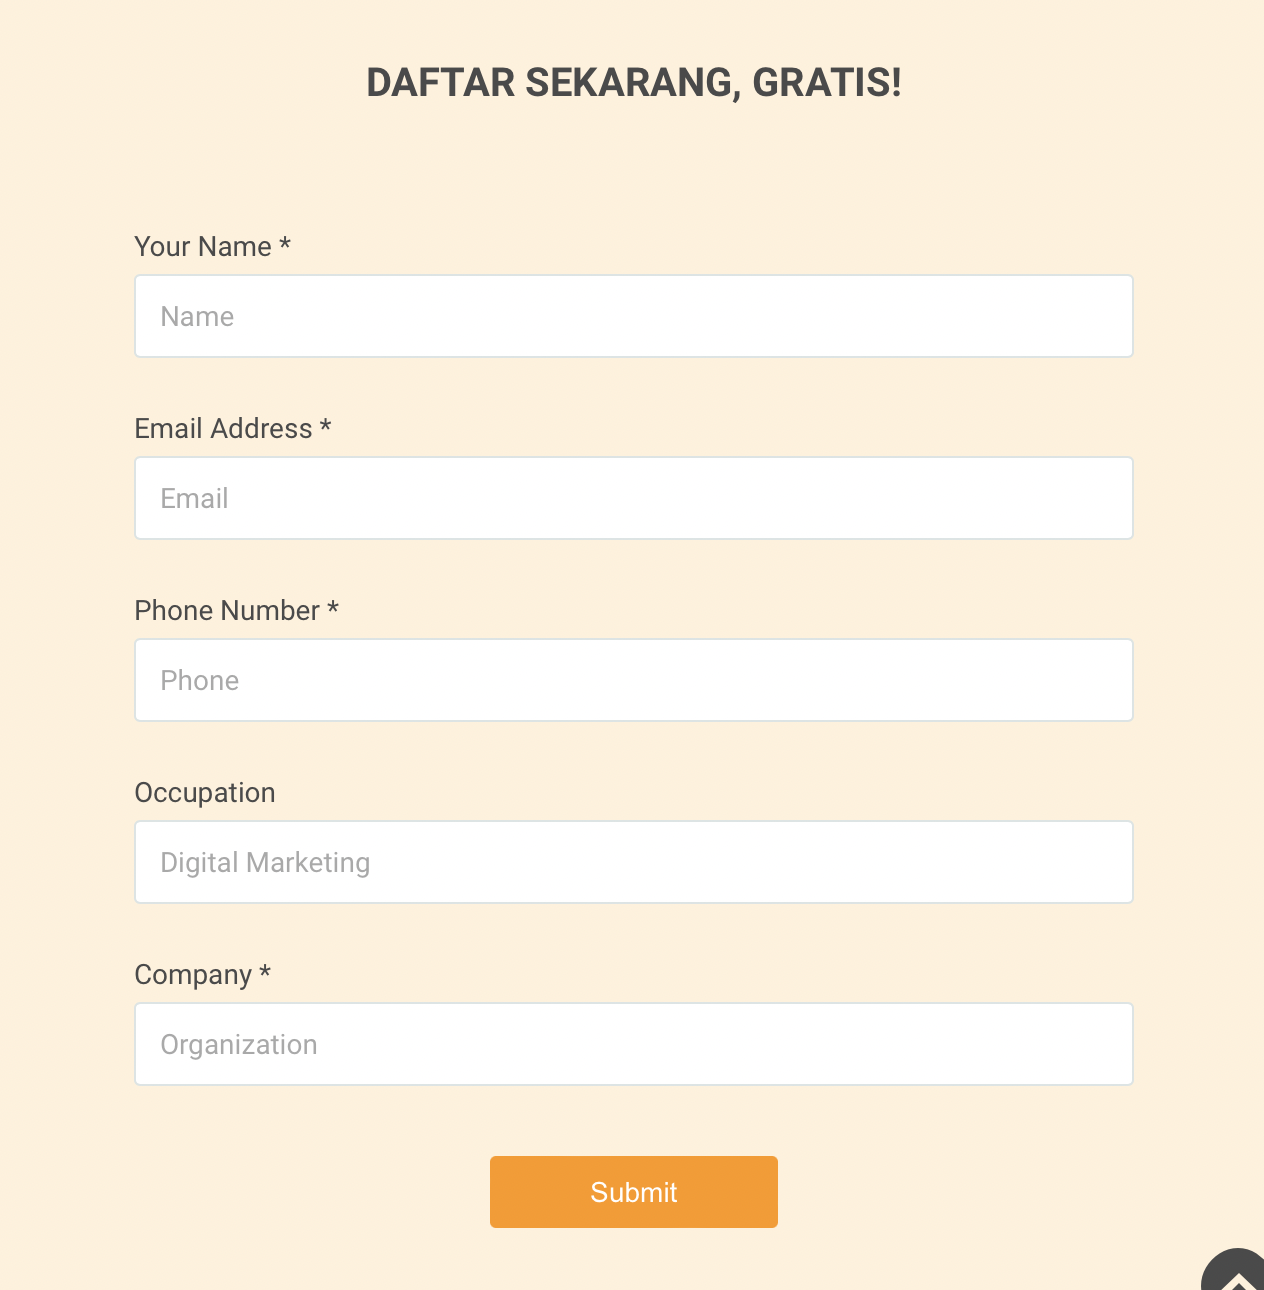 DAFTAR SEKARANG, GRATIS!
Your Name *
Name
Email Address *
Email
Phone Number *
Phone
Occupation
Digital Marketing
Company *
Organization
Submit